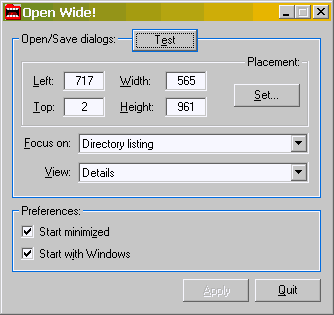 Open Wide!
Open/Save dialogs: Test
Placement:
Left: 717 Width: 565
Top: 2 Height: 961
Set...
Focus on: Directory listing
View: Details
Preferences:
Start minimized
Start with Windows
Apply Quit